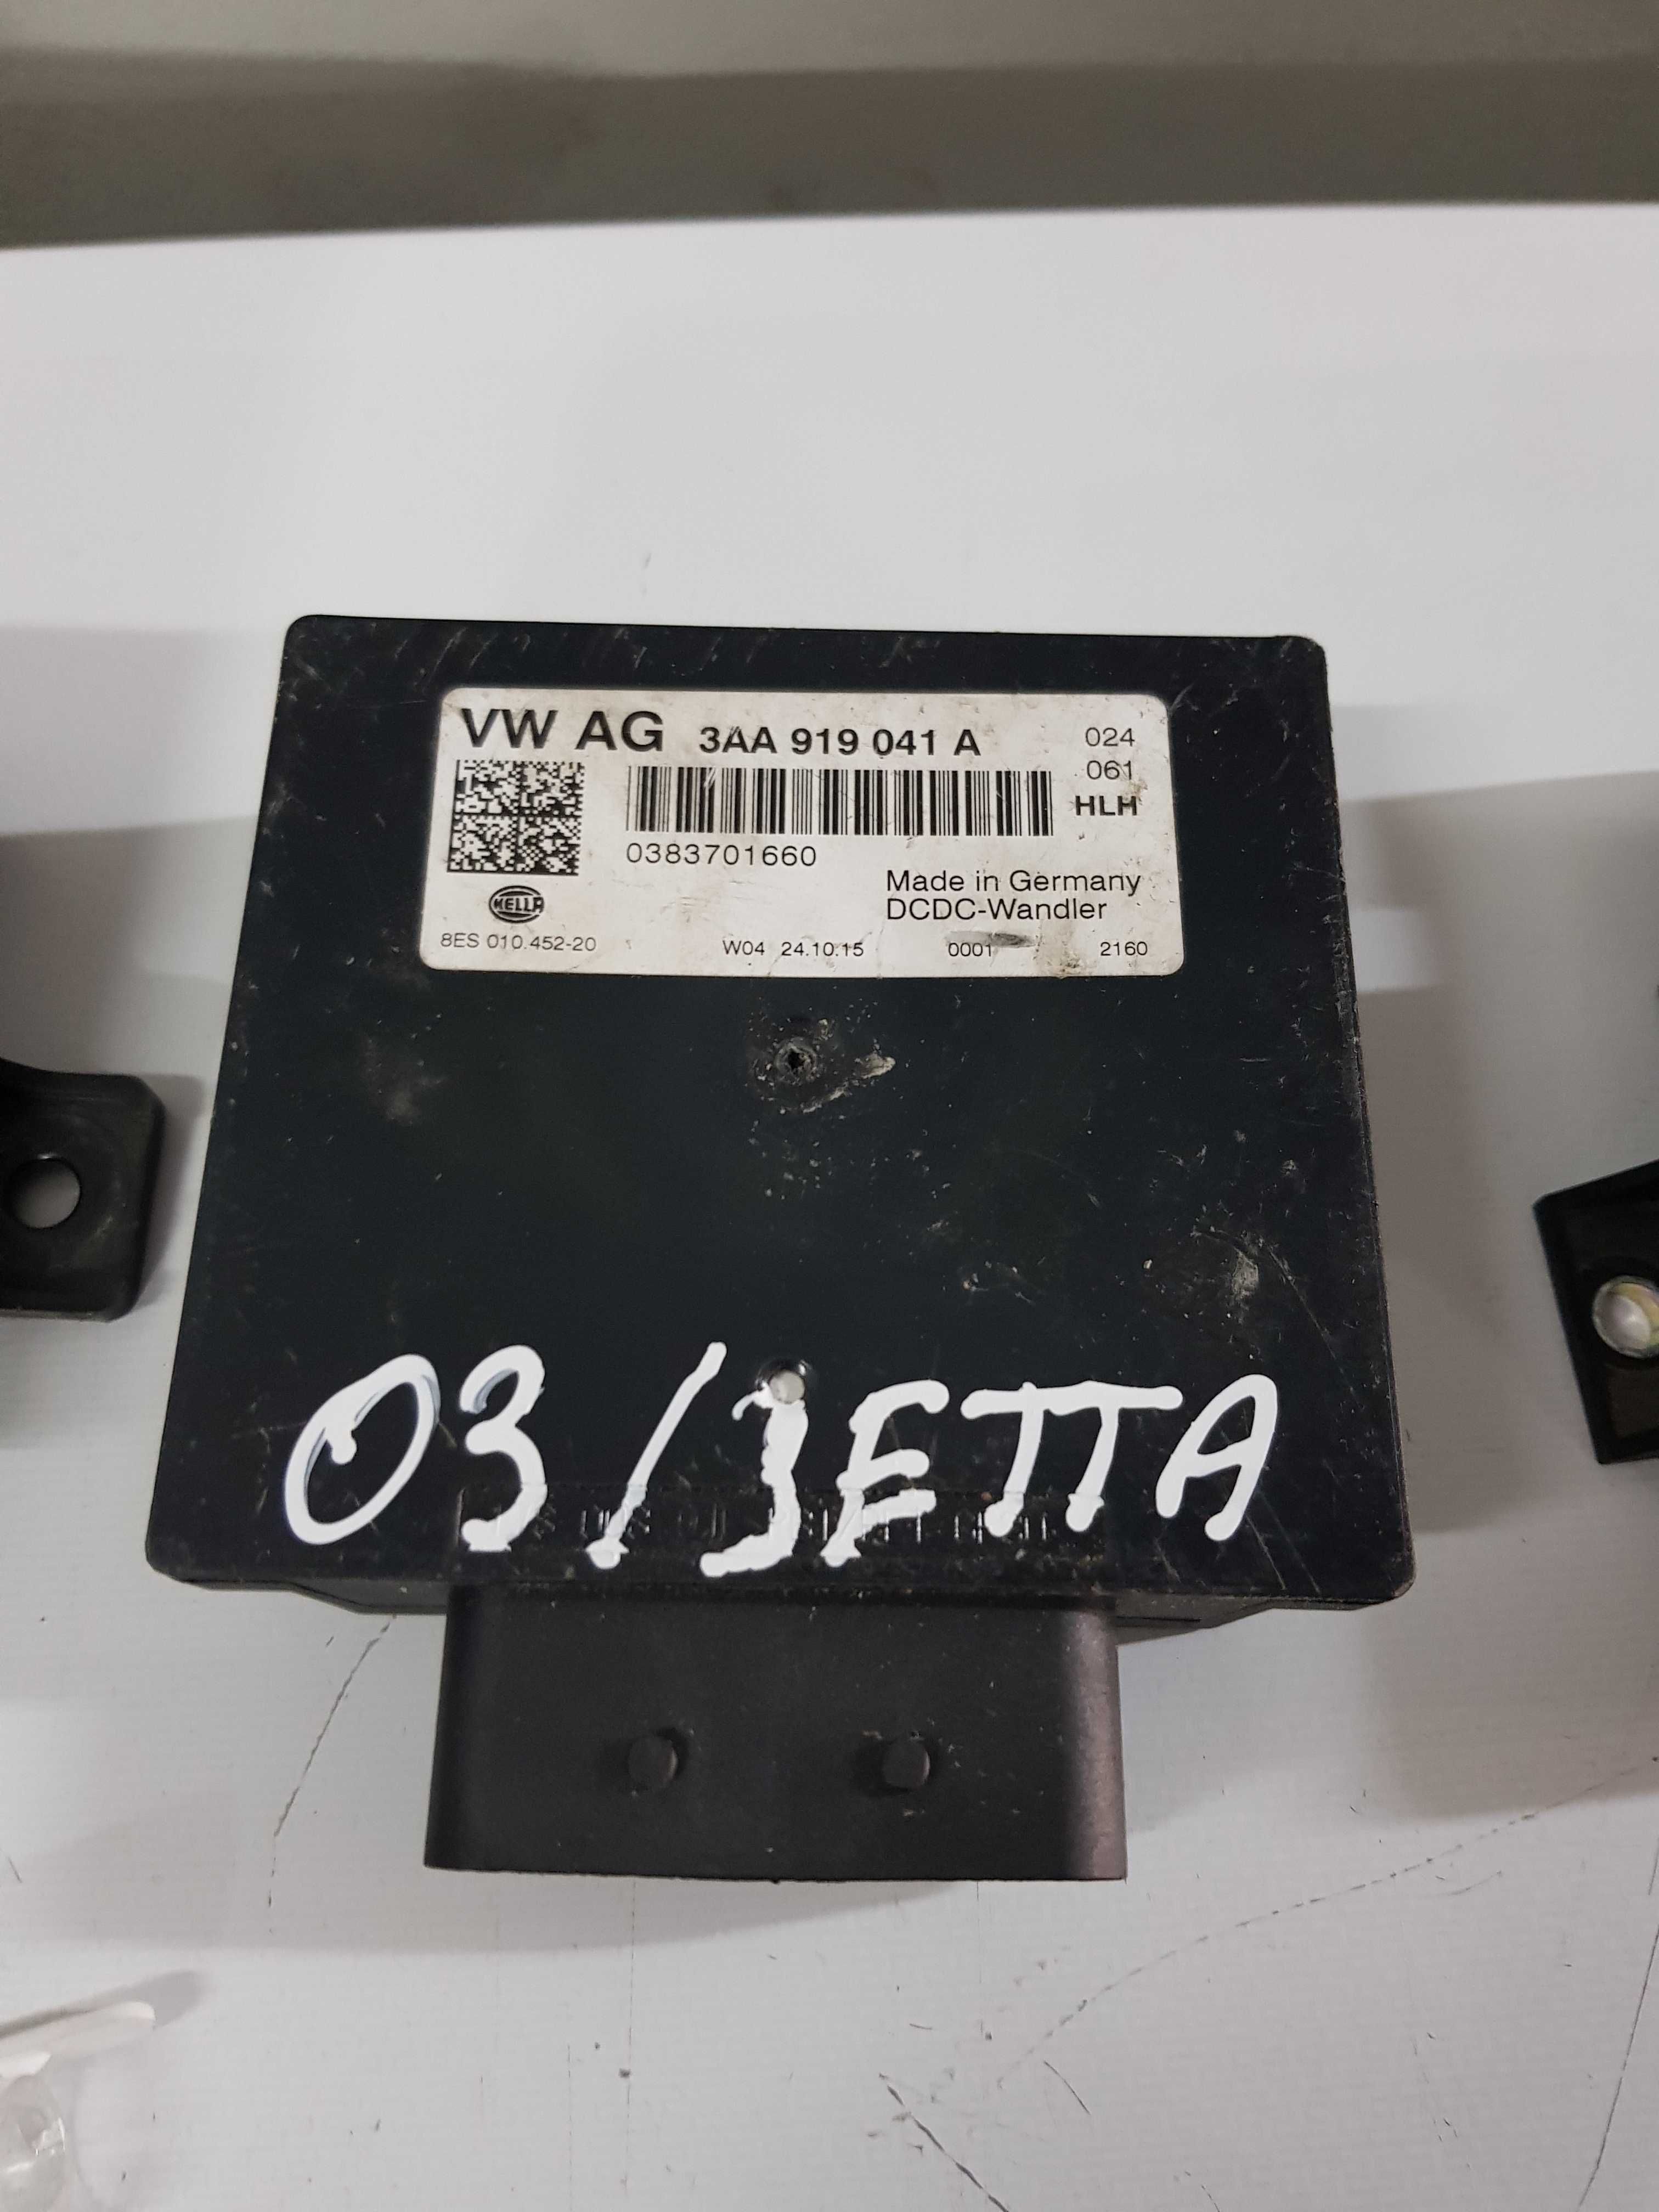 VW AG 3AA 919 041 A 024
061
HLH
0383701660
Made in Germany
DCDC-Wandler
HELLA
8ES 010.452-20 W04 24.10.15 0001 2160
03/JETTA